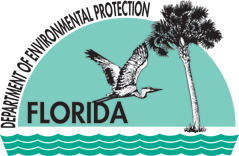 DEPARTMENT OF ENVIRONMENTAL PROTECTION
FLORIDA